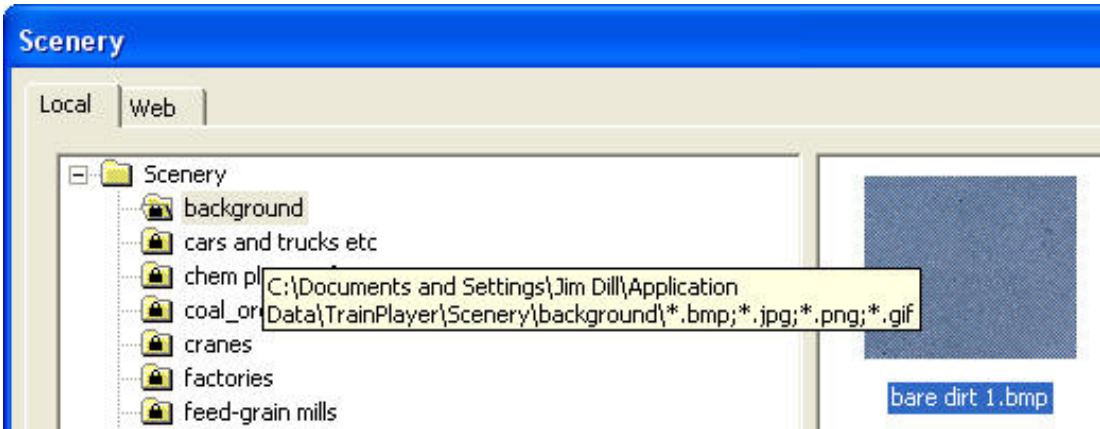 Scenery
Local
Web
Scenery
background
cars and trucks etc
chem pl
C:\Documents and Settings\Jim Dill\Application
coal_or
Data\TrainPlayer\Scenery\background\*.bmp;*.jpg;*.png;*.gif
cranes
factories
feed-grain mills
bare dirt 1.bmp